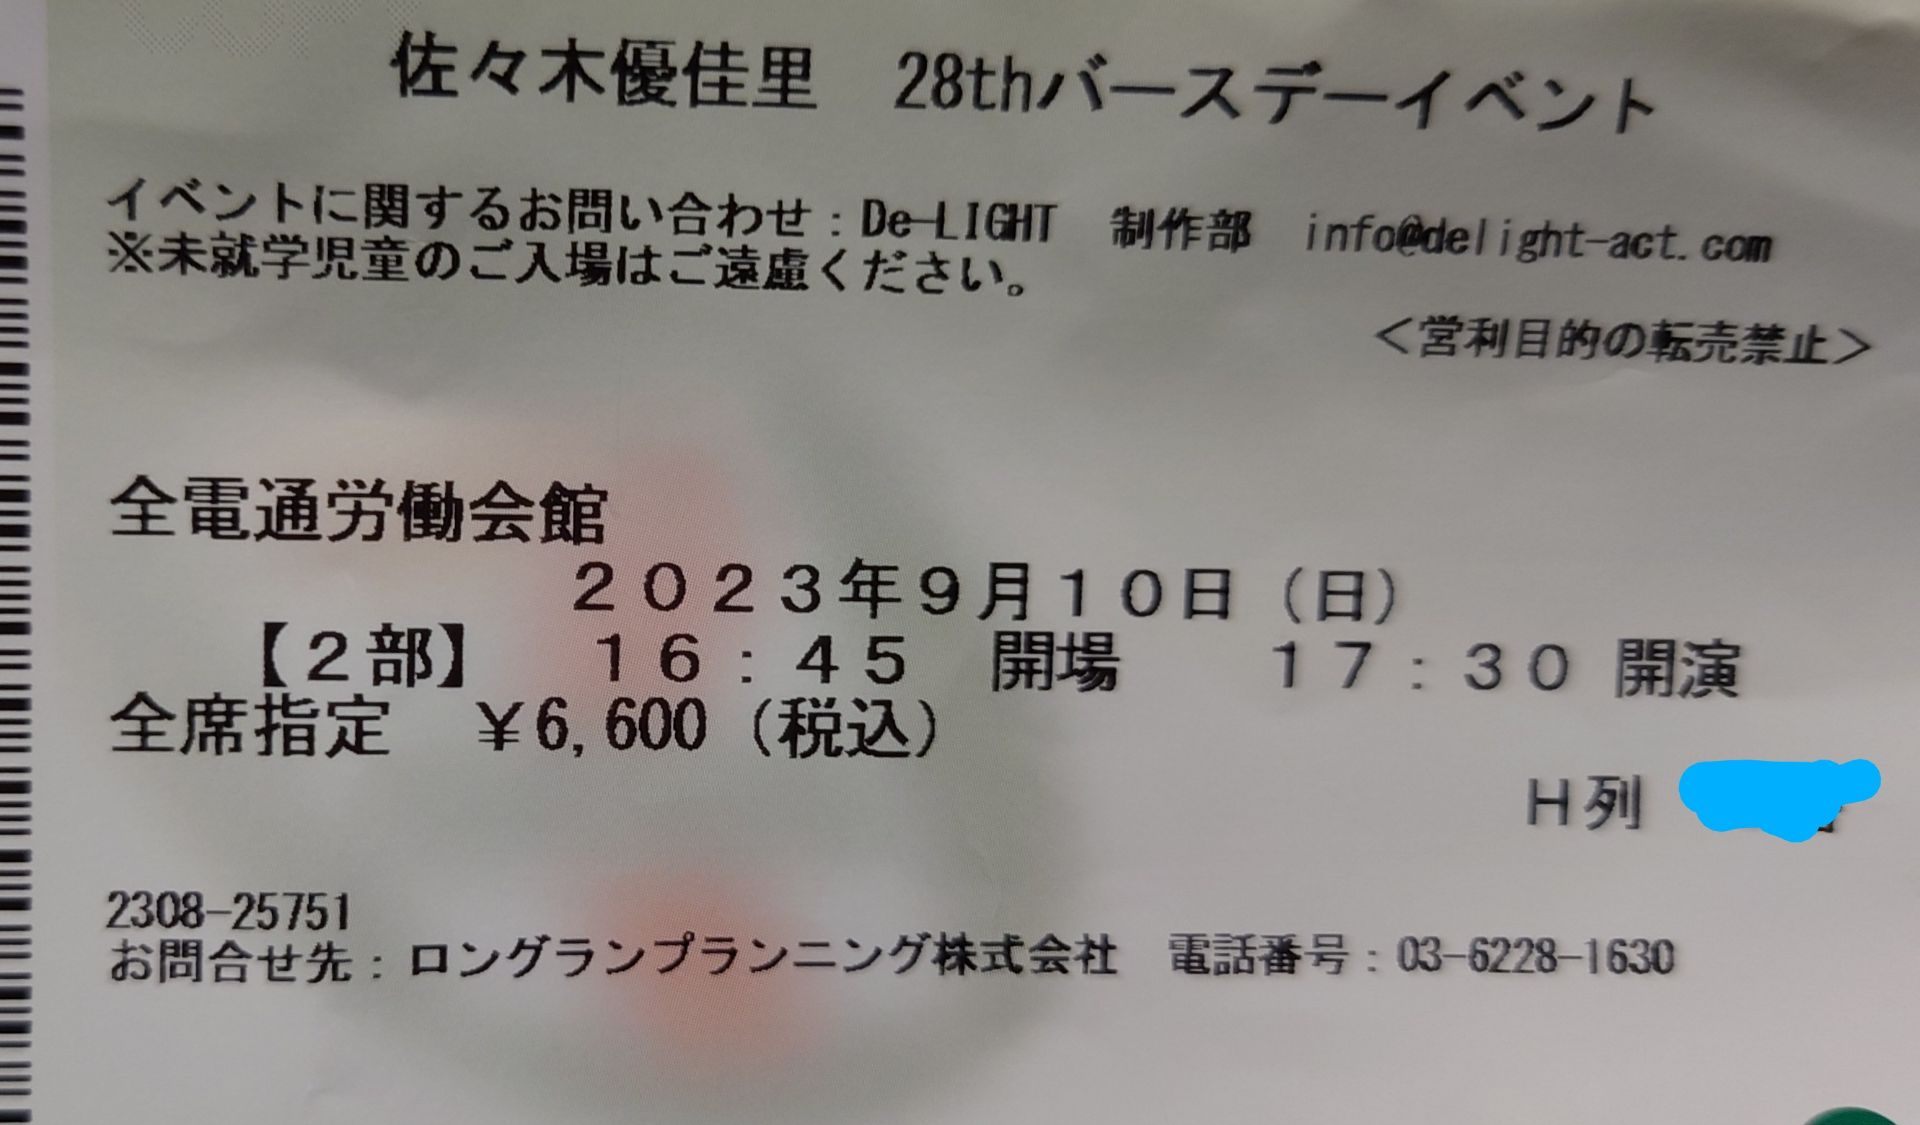 佐々木優佳里　28thバースデーイベント
イベントに関するお問い合わせ：De-LIGHT　制作部　info@delight-act.com
※未就学児童のご入場はご遠慮ください。
＜営利目的の転売禁止＞
全電通労働会館
２０２３年９月１０日（日）
【２部】　１６：４５　開場　　１７：３０　開演
全席指定　￥6,600（税込）
Ｈ列
2308-25751
お問合せ先：ロングランプランニング株式会社　電話番号：03-6228-1630